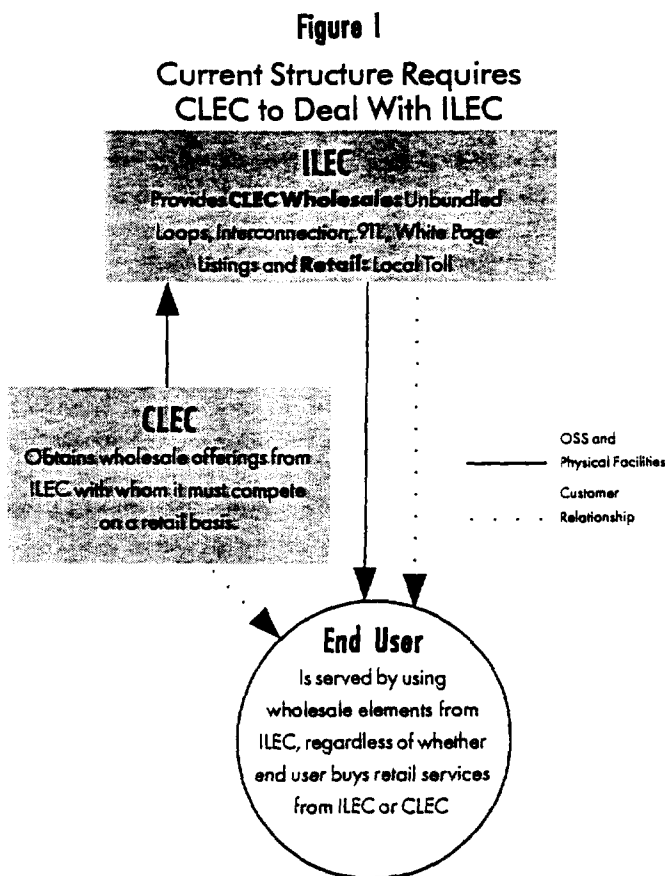 Figure 1
Current Structure Requires
CLEC to Deal With ILEC
ILEC
Provides CLEC Wholesale: Unbundled
Loops, Interconnection, 911, White Page
Listings and Retail: Local Toll
CLEC
Obtains wholesale offerings from
ILEC with whom it must compete
on a retail basis.
OSS and
Physical Facilities
Customer
Relationship
End User
Is served by using
wholesale elements from
ILEC, regardless of whether
end user buys retail services
from ILEC or CLEC